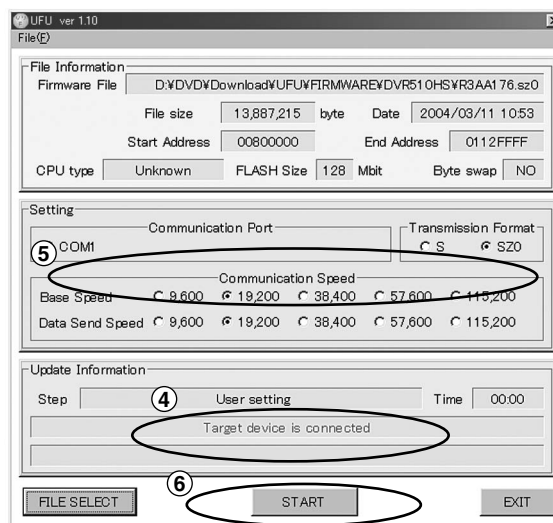 UFU ver 1.10
File(F)
File Information
Firmware File D:¥DVD¥Download¥UFU¥FIRMWARE¥DVR510HS¥R3AA176.sz0
File size 13,887,215 byte Date 2004/03/11 10:53
Start Address 00800000 End Address 0112FFFF
CPU type Unknown FLASH Size 128 Mbit Byte swap NO
Setting
Communication Port Transmission Format
⑤ COM1 S SZ0
Communication Speed
Base Speed 9,600 19,200 38,400 57,600 115,200
Data Send Speed 9,600 19,200 38,400 57,600 115,200
Update Information
Step ④ User setting Time 00:00
Target device is connected
⑥
FILE SELECT START EXIT